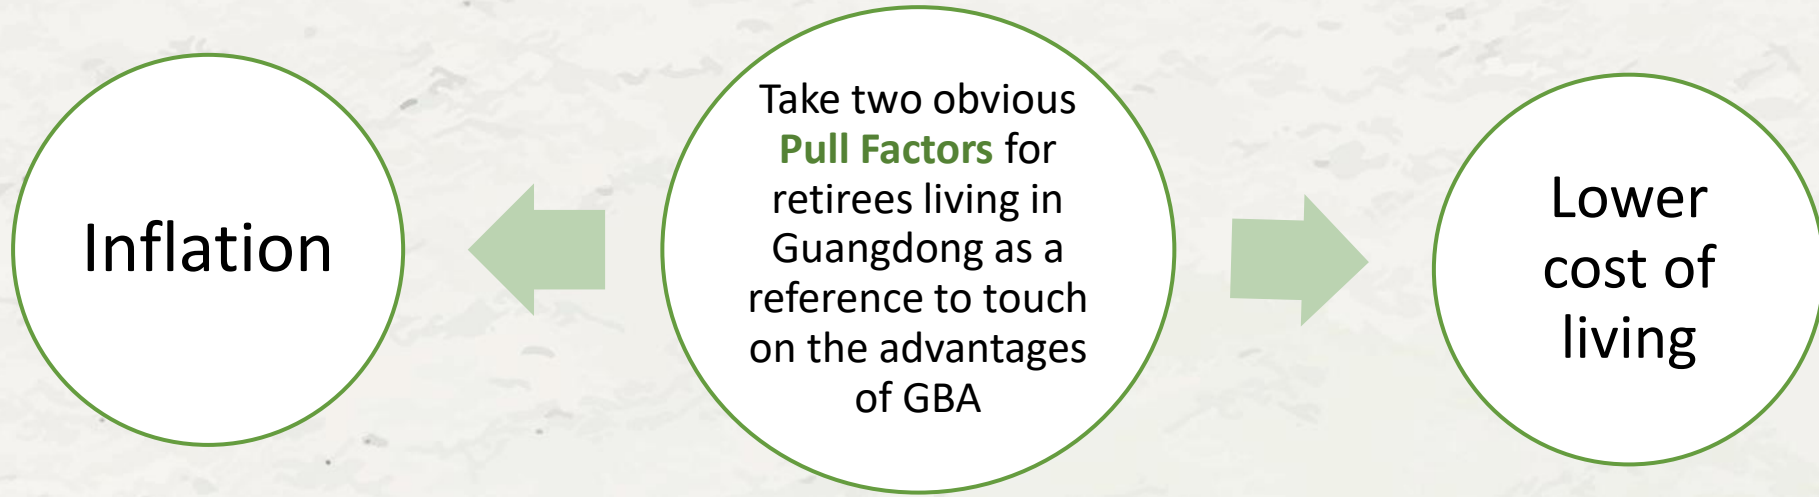 Inflation
Take two obvious
Pull Factors for
retirees living in
Guangdong as a
reference to touch
on the advantages
of GBA
Lower
cost of
living